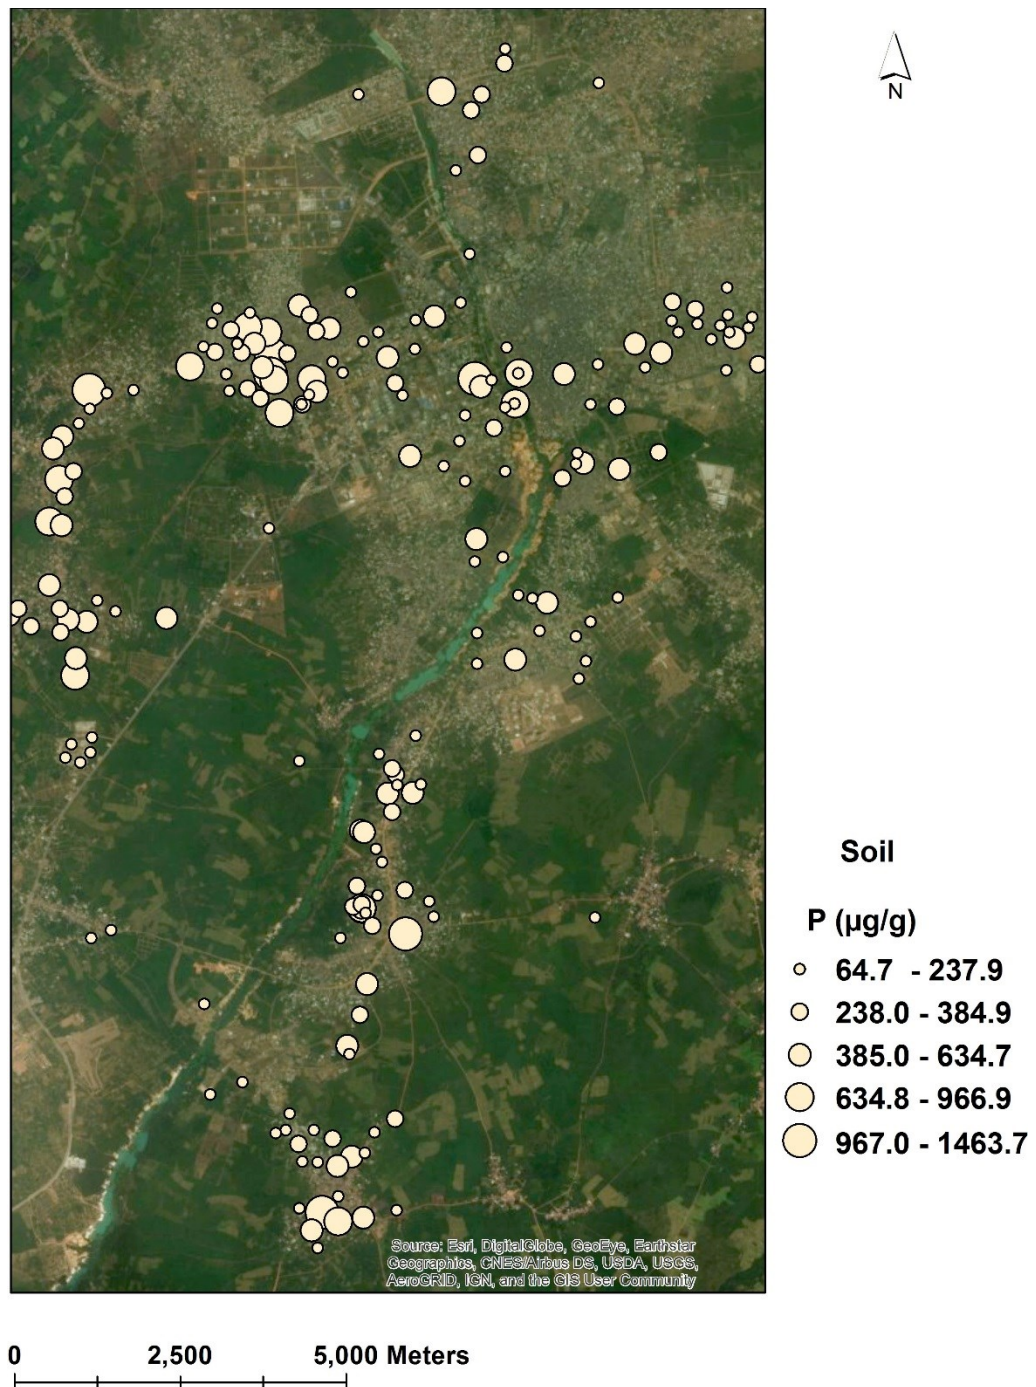 N
Soil
P (µg/g)
64.7 - 237.9
238.0 - 384.9
385.0 - 634.7
634.8 - 966.9
967.0 - 1463.7
Source: Esri, DigitalGlobe, GeoEye, Earthstar
Geographics, CNES/Airbus DS, USDA, USGS,
AeroGRID, IGN, and the GIS User Community
0 2,500 5,000 Meters